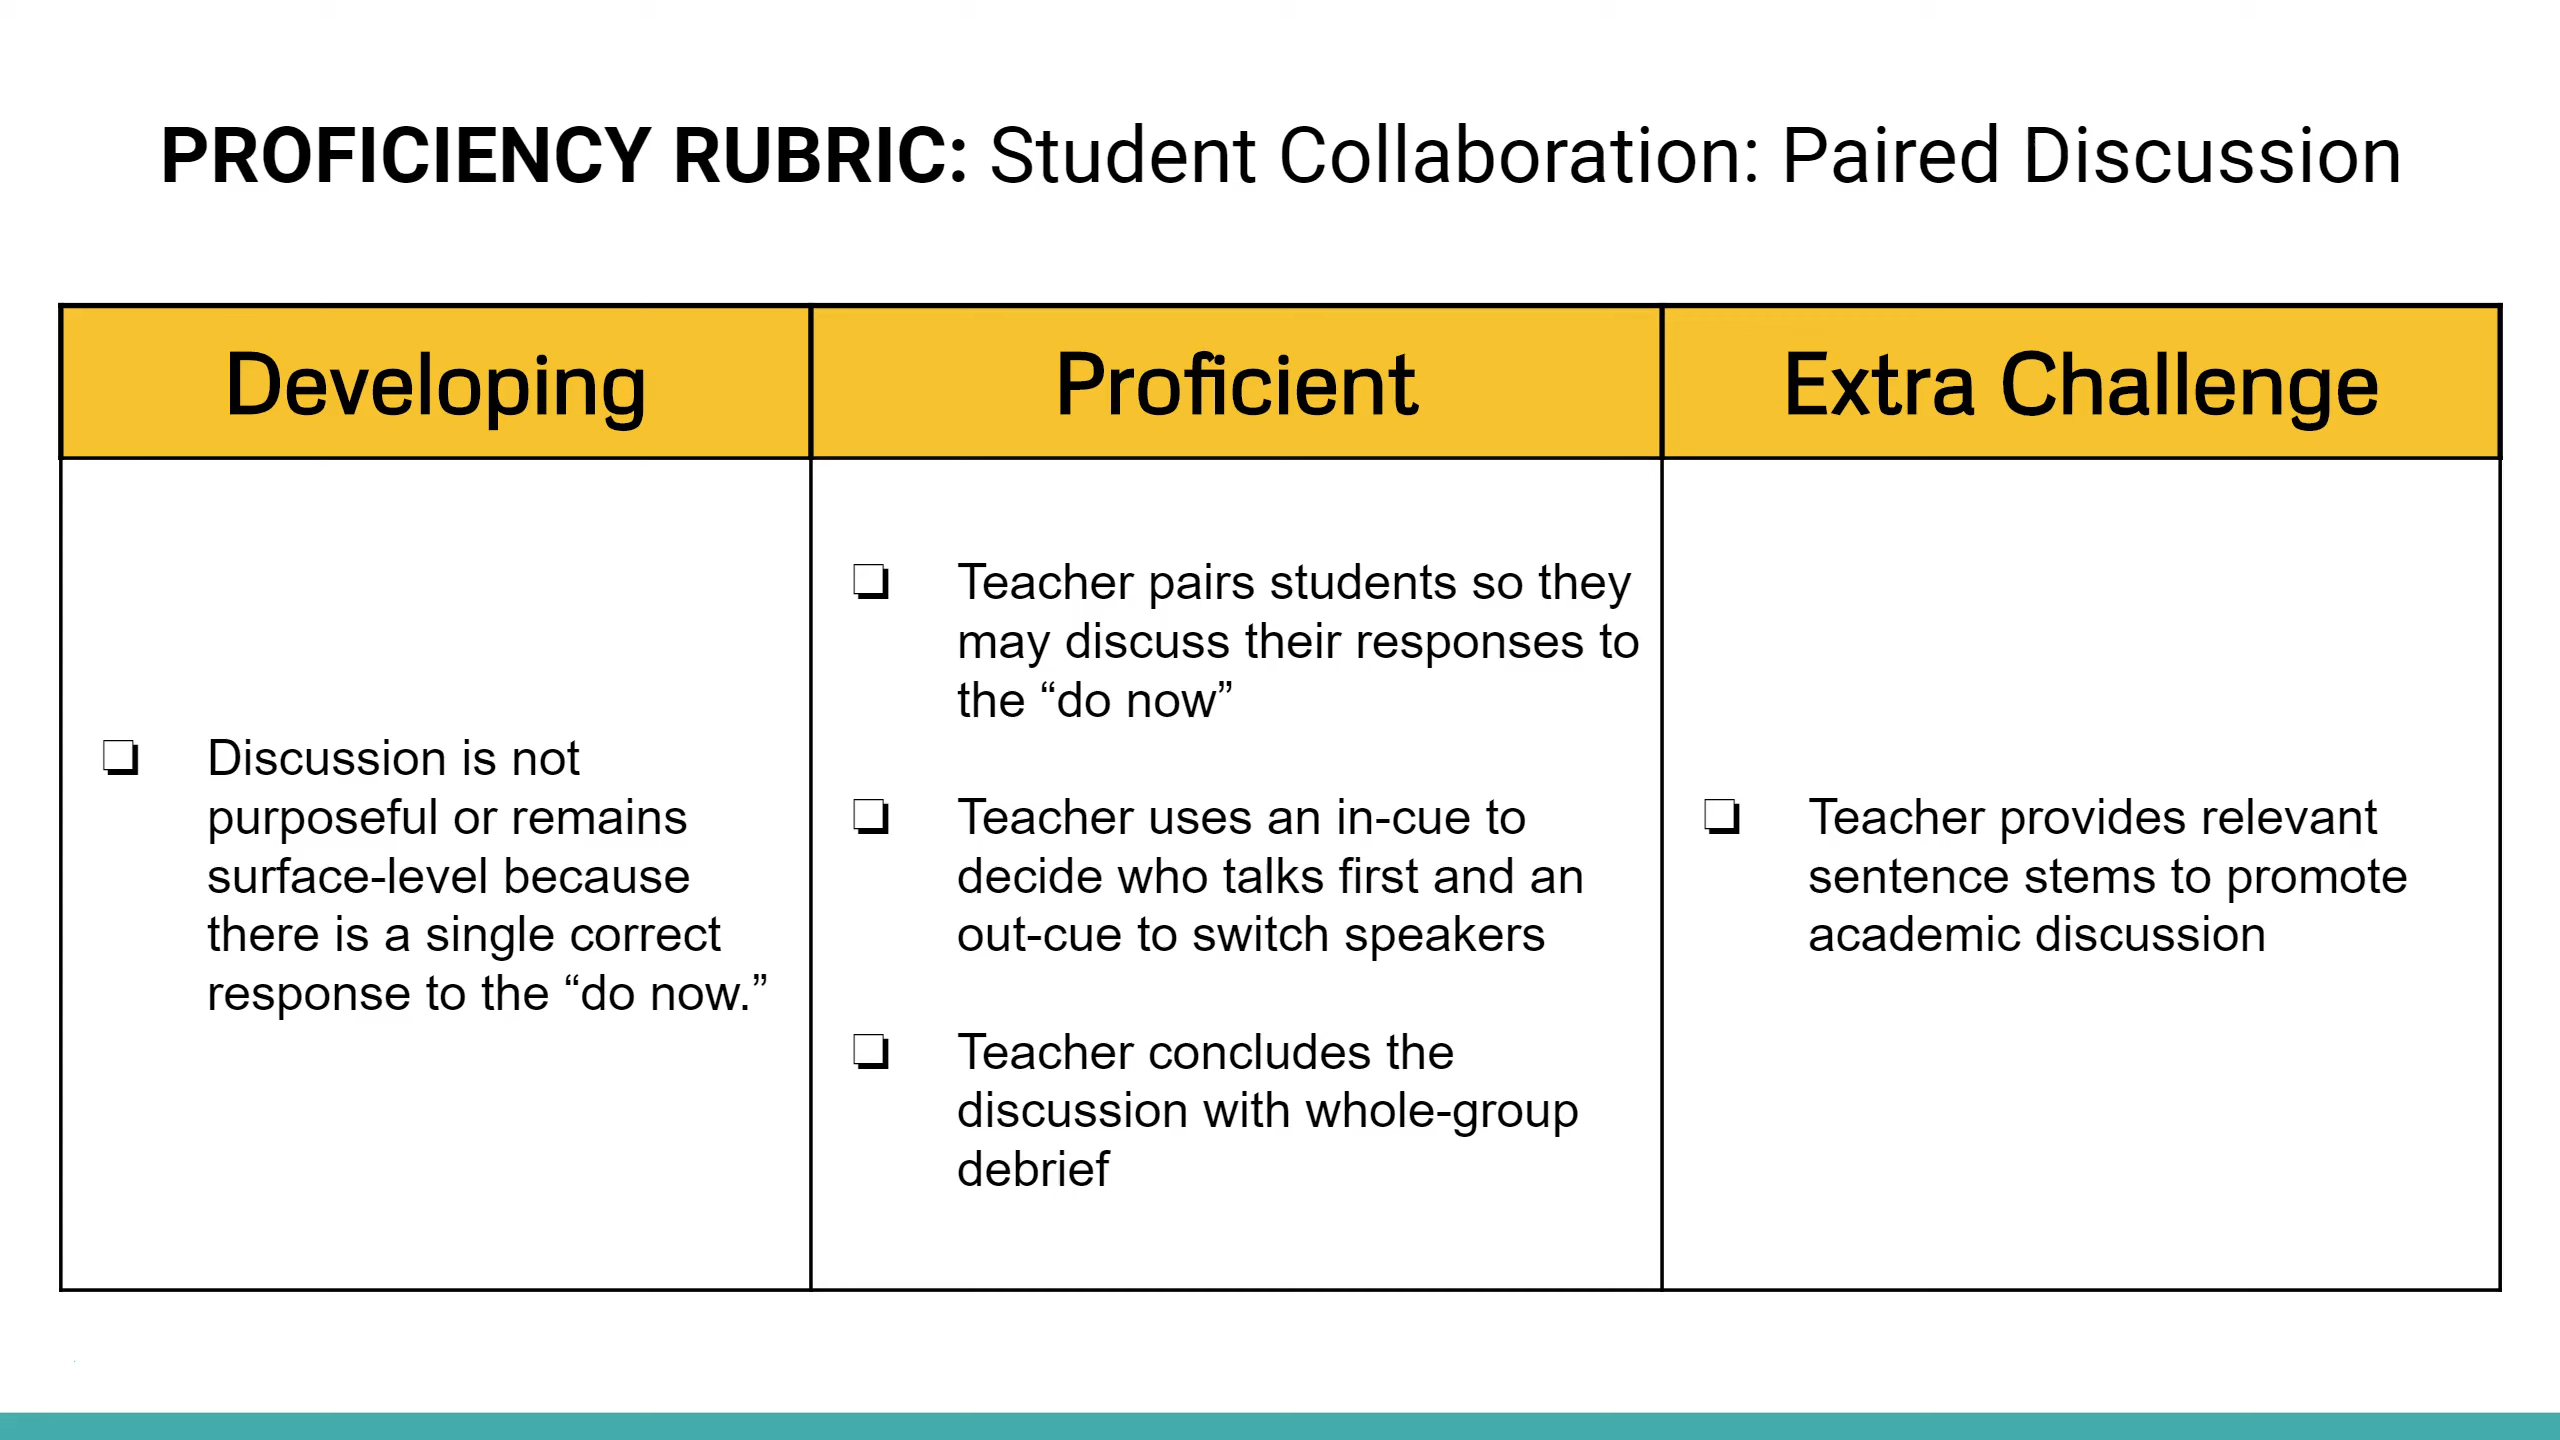 PROFICIENCY RUBRIC: Student Collaboration: Paired Discussion
Developing
Proficient
Extra Challenge
❏ Discussion is not
purposeful or remains
surface-level because
there is a single correct
response to the “do now.”
❏ Teacher pairs students so they
may discuss their responses to
the “do now”
❏ Teacher uses an in-cue to
decide who talks first and an
out-cue to switch speakers
❏ Teacher concludes the
discussion with whole-group
debrief
❏ Teacher provides relevant
sentence stems to promote
academic discussion